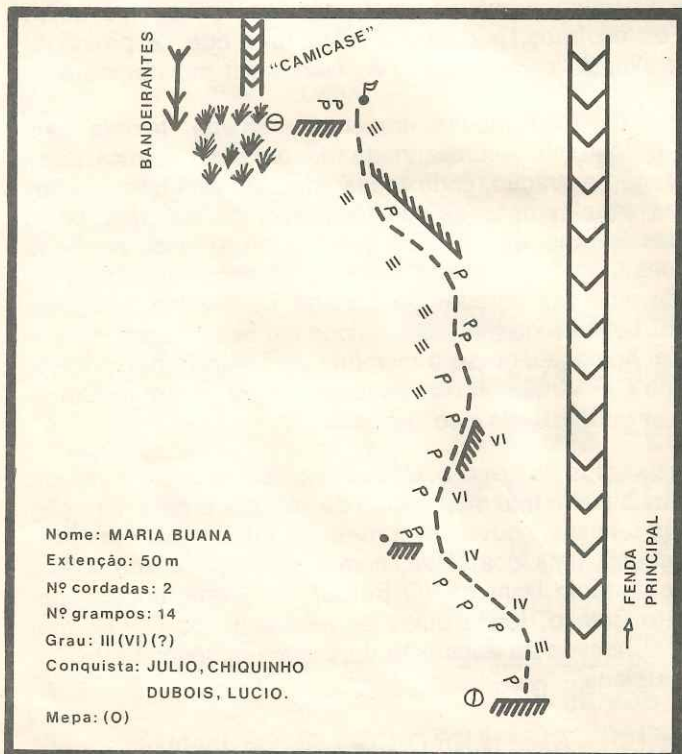 BANDEIRANTES
"CAMICASE"
III
III
III
III
III
VI
VI
IV
IV
III
FENDA
PRINCIPAL
Nome: MARIA BUANA
Extenção: 50m
Nº cordadas: 2
Nº grampos: 14
Grau: III(VI)(?)
Conquista: JULIO, CHIQUINHO
DUBOIS, LUCIO.
Mepa: (O)